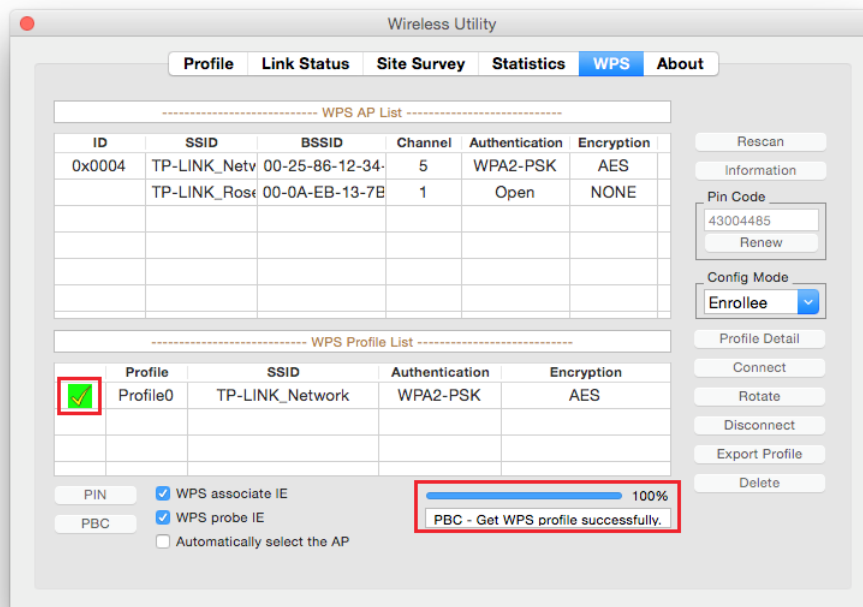 Wireless Utility
Profile Link Status Site Survey Statistics WPS About
---------------------------- WPS AP List ----------------------------
ID SSID BSSID Channel Authentication Encryption
0x0004 TP-LINK_Netw 00-25-86-12-34- 5 WPA2-PSK AES
TP-LINK_Rose 00-0A-EB-13-7B 1 Open NONE
Rescan
Information
Pin Code
43004485
Renew
Config Mode
Enrollee
---------------------------- WPS Profile List ----------------------------
Profile SSID Authentication Encryption
Profile0 TP-LINK_Network WPA2-PSK AES
Profile Detail
Connect
Rotate
Disconnect
Export Profile
Delete
PIN
PBC
WPS associate IE
WPS probe IE
Automatically select the AP
100%
PBC - Get WPS profile successfully.